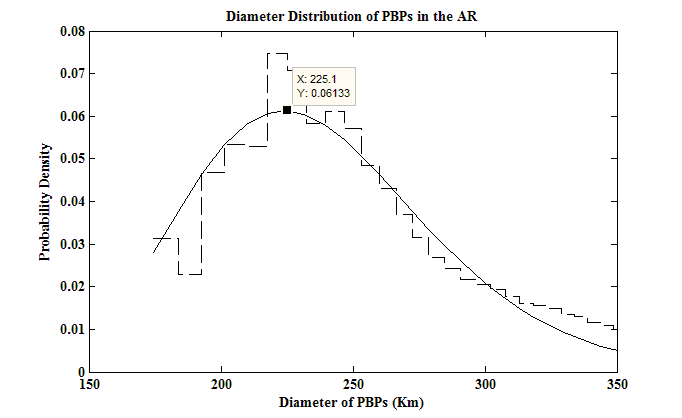 Diameter Distribution of PBPs in the AR
0.08
0.07
0.06
0.05
0.04
0.03
0.02
0.01
0
Probability Density
X: 225.1
Y: 0.06133
150 200 250 300 350
Diameter of PBPs (Km)